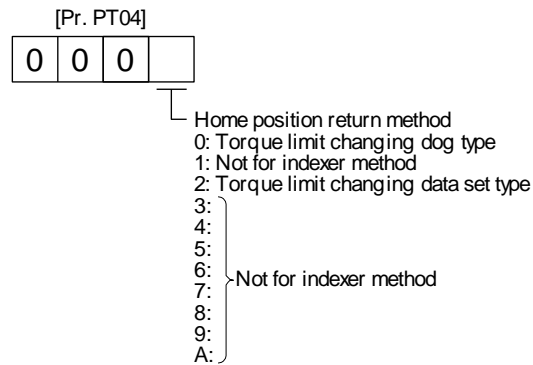 [Pr. PT04]
0 0 0
Home position return method
0: Torque limit changing dog type
1: Not for indexer method
2: Torque limit changing data set type
3:
4:
5:
6:
7:
8:
9:
A:
Not for indexer method